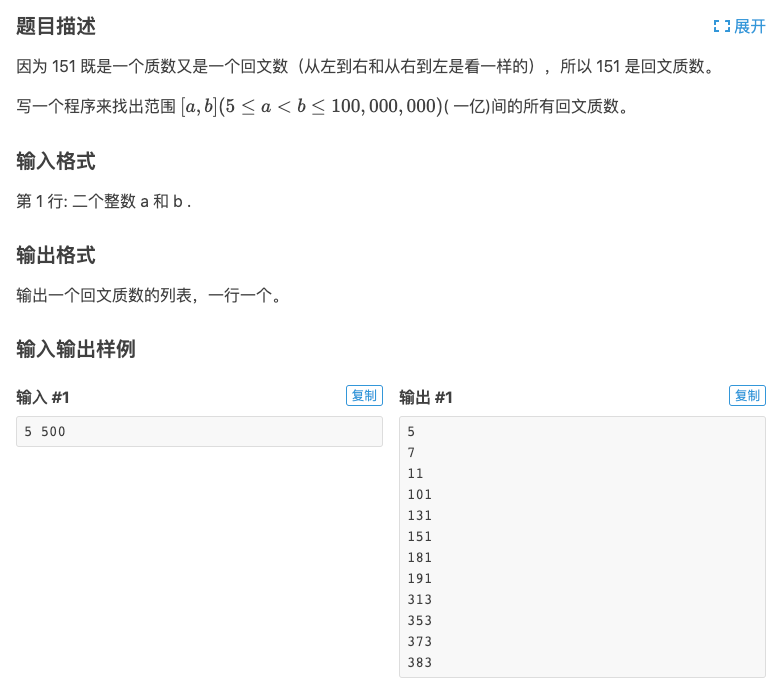 题目描述
展开
因为 151 既是一个质数又是一个回文数（从左到右和从右到左是看一样的），所以 151 是回文质数。
写一个程序来找出范围 [a, b](5 ≤ a < b ≤ 100, 000, 000)( 一亿)间的所有回文质数。
输入格式
第 1 行: 二个整数 a 和 b .
输出格式
输出一个回文质数的列表，一行一个。
输入输出样例
输入 #1
复制
5 500
输出 #1
复制
5
7
11
101
131
151
181
191
313
353
373
383